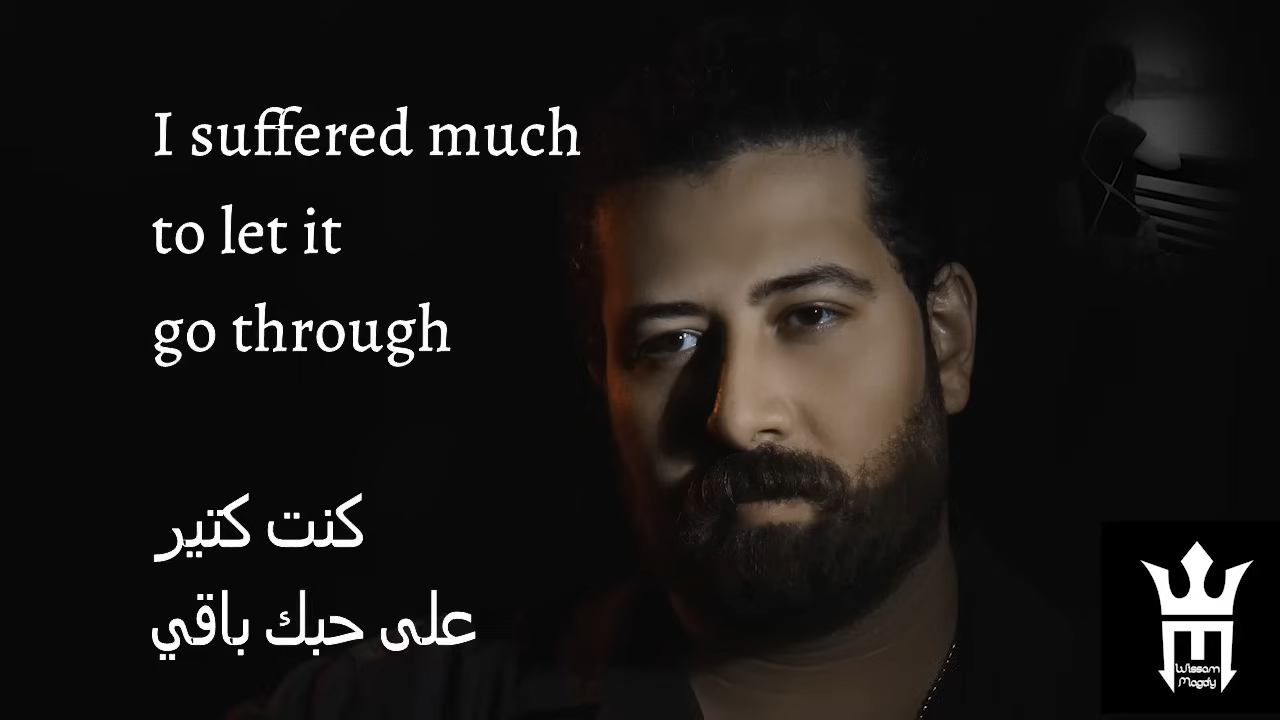 I suffered much
to let it
go through
كنت كتير
على حبك باقي
Wissam
Magdy